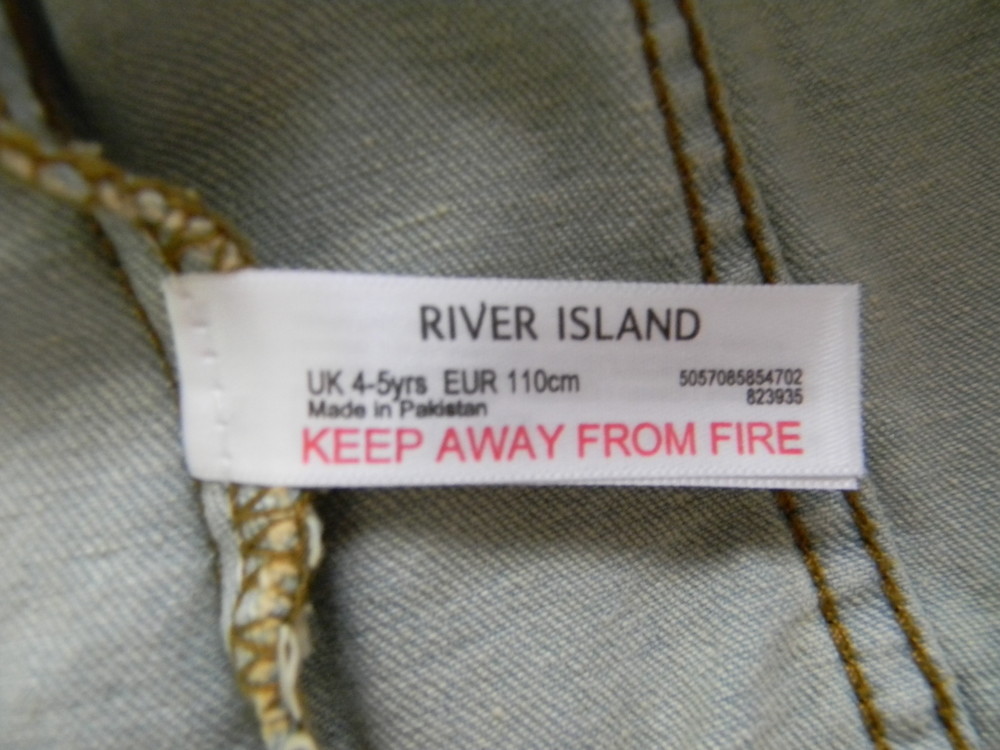 RIVER ISLAND
UK 4-5yrs EUR 110cm
5057085854702
823935
Made in Pakistan
KEEP AWAY FROM FIRE